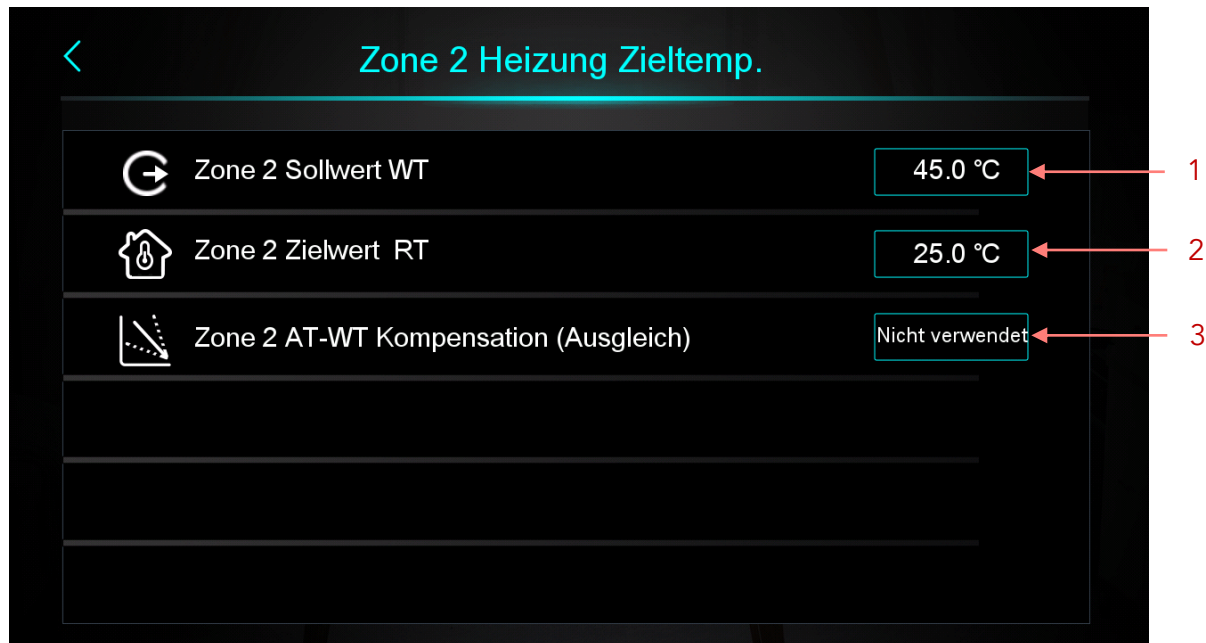 Zone 2 Heizung Zieltemp.
Zone 2 Sollwert WT 45.0 ℃ 1
Zone 2 Zielwert RT 25.0 ℃ 2
Zone 2 AT-WT Kompensation (Ausgleich) Nicht verwendet 3